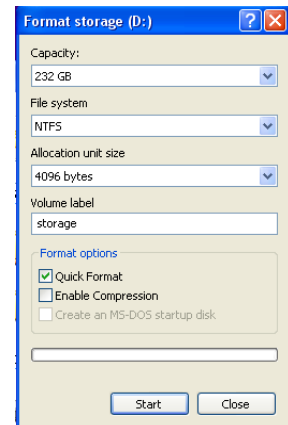 Format storage (D:)
Capacity:
232 GB
File system
NTFS
Allocation unit size
4096 bytes
Volume label
storage
Format options
Quick Format
Enable Compression
Create an MS-DOS startup disk
Start Close